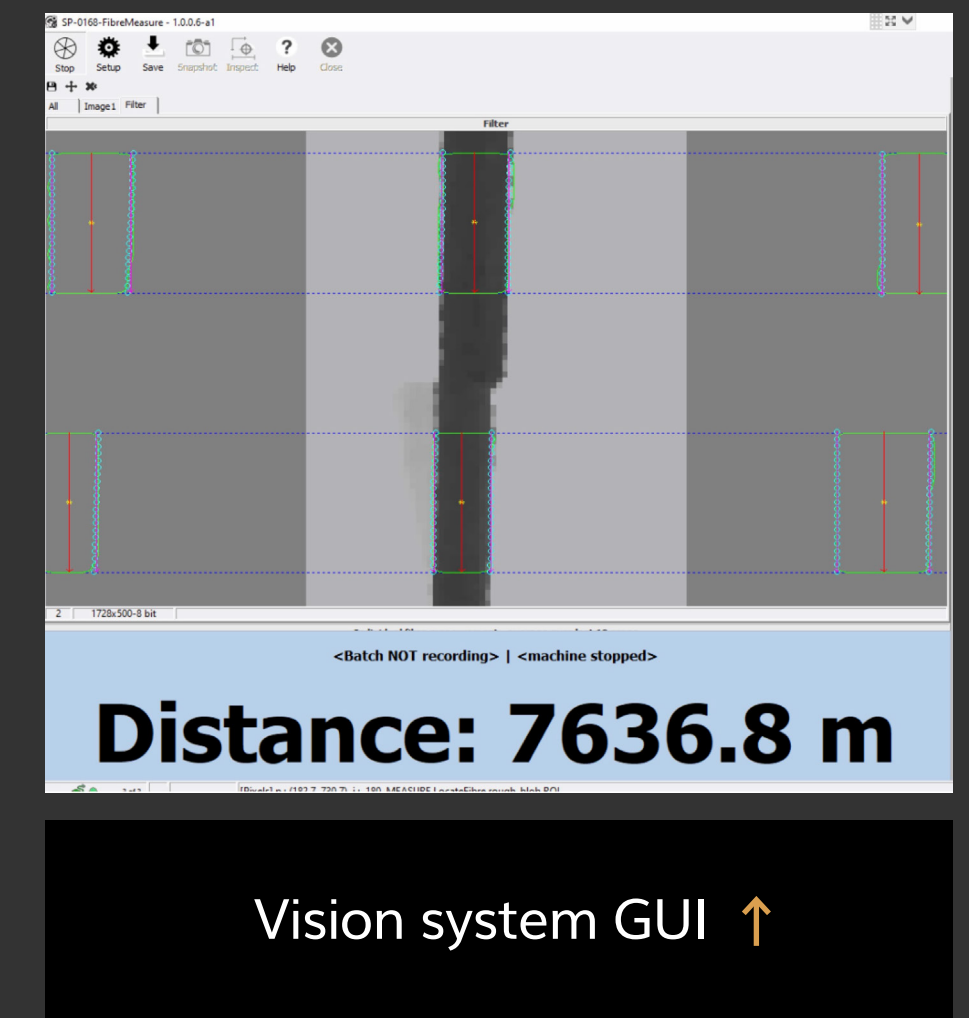 SP-0168-FibreMeasure - 1.0.0.6-a1
Stop Setup Save Snapshot Inspect Help Close
All Image1 Filter
Filter
2 1728x500-8 bit
<Batch NOT recording> | <machine stopped>
Distance: 7636.8 m
Vision system GUI ↑